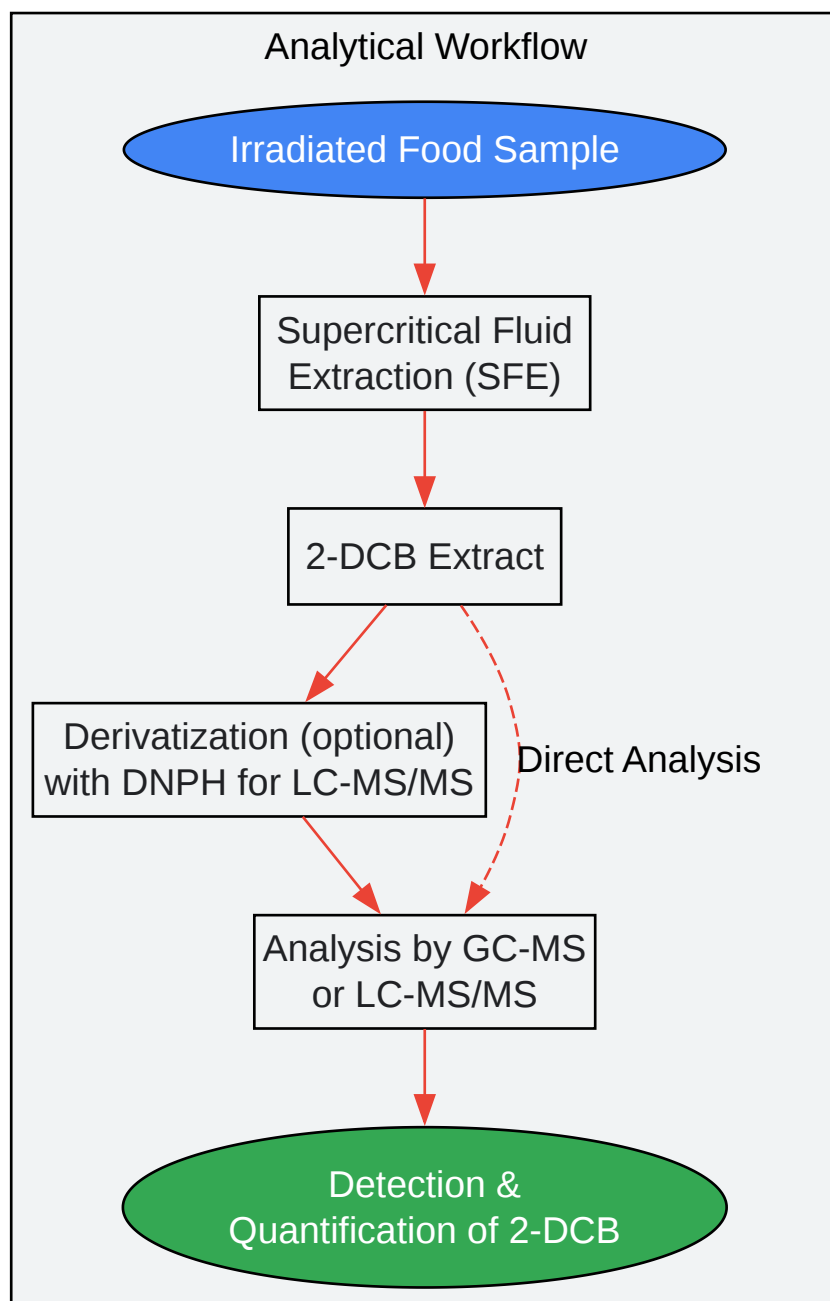 Analytical Workflow
Irradiated Food Sample
Supercritical Fluid
Extraction (SFE)
2-DCB Extract
Derivatization (optional)
with DNPH for LC-MS/MS
Direct Analysis
Analysis by GC-MS
or LC-MS/MS
Detection &
Quantification of 2-DCB